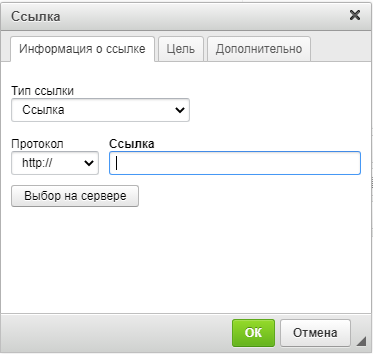 Ссылка
Информация о ссылке Цель Дополнительно
Тип ссылки
Ссылка
Протокол Ссылка
http://
Выбор на сервере
ОК Отмена